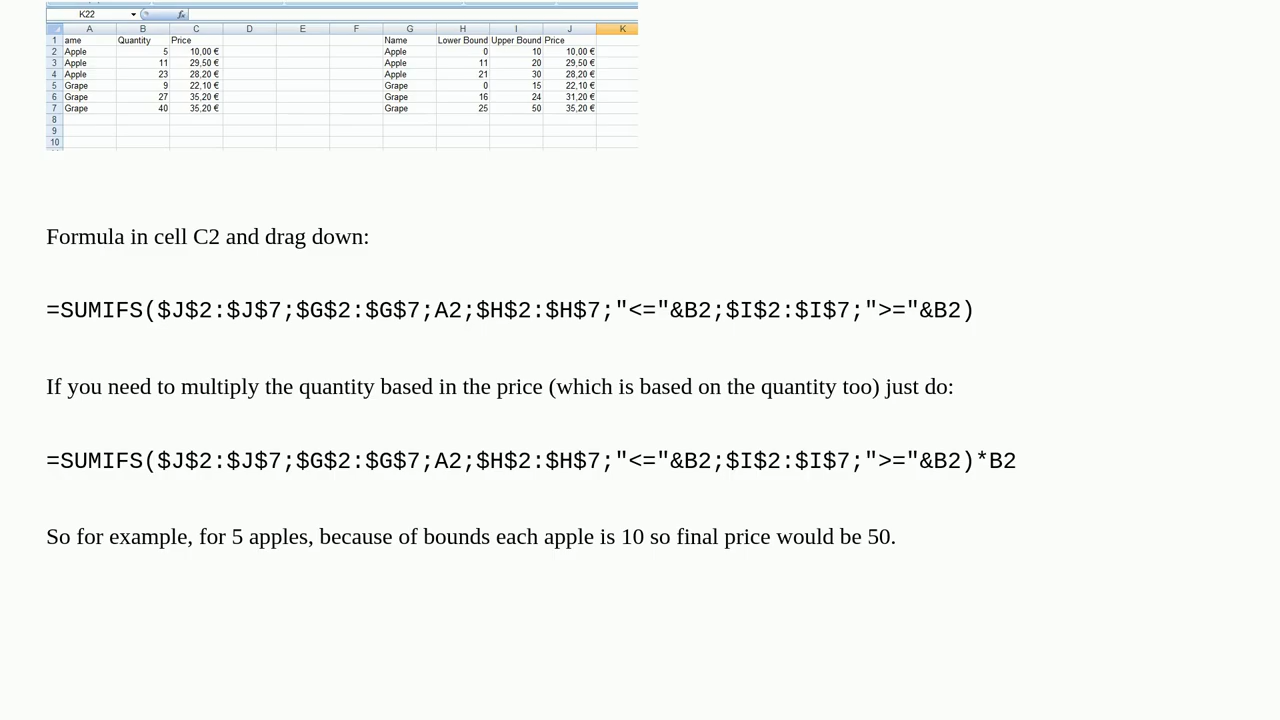 K22 fx
A B C D E F G H I J K
1 ame Quantity Price Name Lower Bound Upper Bound Price
2 Apple 5 10,00 € Apple 0 10 10,00 €
3 Apple 11 29,50 € Apple 11 20 29,50 €
4 Apple 23 28,20 € Apple 21 30 28,20 €
5 Grape 9 22,10 € Grape 0 15 22,10 €
6 Grape 27 35,20 € Grape 16 24 31,20 €
7 Grape 40 35,20 € Grape 25 50 35,20 €
8
9
10
Formula in cell C2 and drag down:
=SUMIFS($J$2:$J$7;$G$2:$G$7;A2;$H$2:$H$7;"<="&B2;$I$2:$I$7;">="&B2)
If you need to multiply the quantity based in the price (which is based on the quantity too) just do:
=SUMIFS($J$2:$J$7;$G$2:$G$7;A2;$H$2:$H$7;"<="&B2;$I$2:$I$7;">="&B2)*B2
So for example, for 5 apples, because of bounds each apple is 10 so final price would be 50.